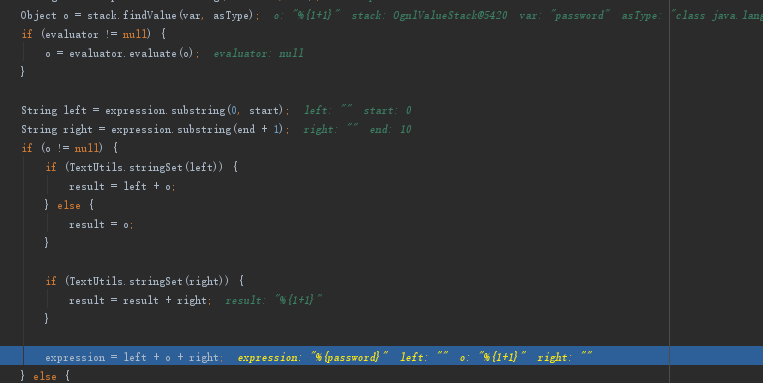 Object o = stack.findValue(var, asType);  o: "%{1+1}"  stack: OgnlValueStack@5420  var: "password"  asType: "class java.lang
if (evaluator != null) {
o = evaluator.evaluate(o);  evaluator: null
}
String left = expression.substring(0, start);  left: ""  start: 0
String right = expression.substring(end + 1);  right: ""  end: 10
if (o != null) {
if (TextUtils.stringSet(left)) {
result = left + o;
} else {
result = o;
}
if (TextUtils.stringSet(right)) {
result = result + right;  result: "%{1+1}"
}
expression = left + o + right;  expression: "%{password}"  left: ""  o: "%{1+1}"  right: ""
} else {